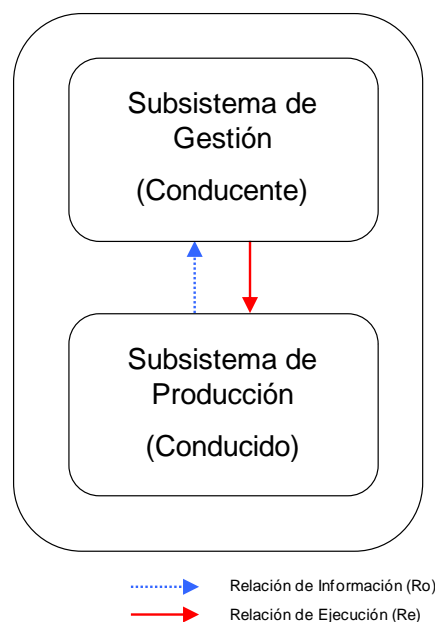 Subsistema de
Gestión
(Conducente)
Subsistema de
Producción
(Conducido)
Relación de Información (Ro)
Relación de Ejecución (Re)